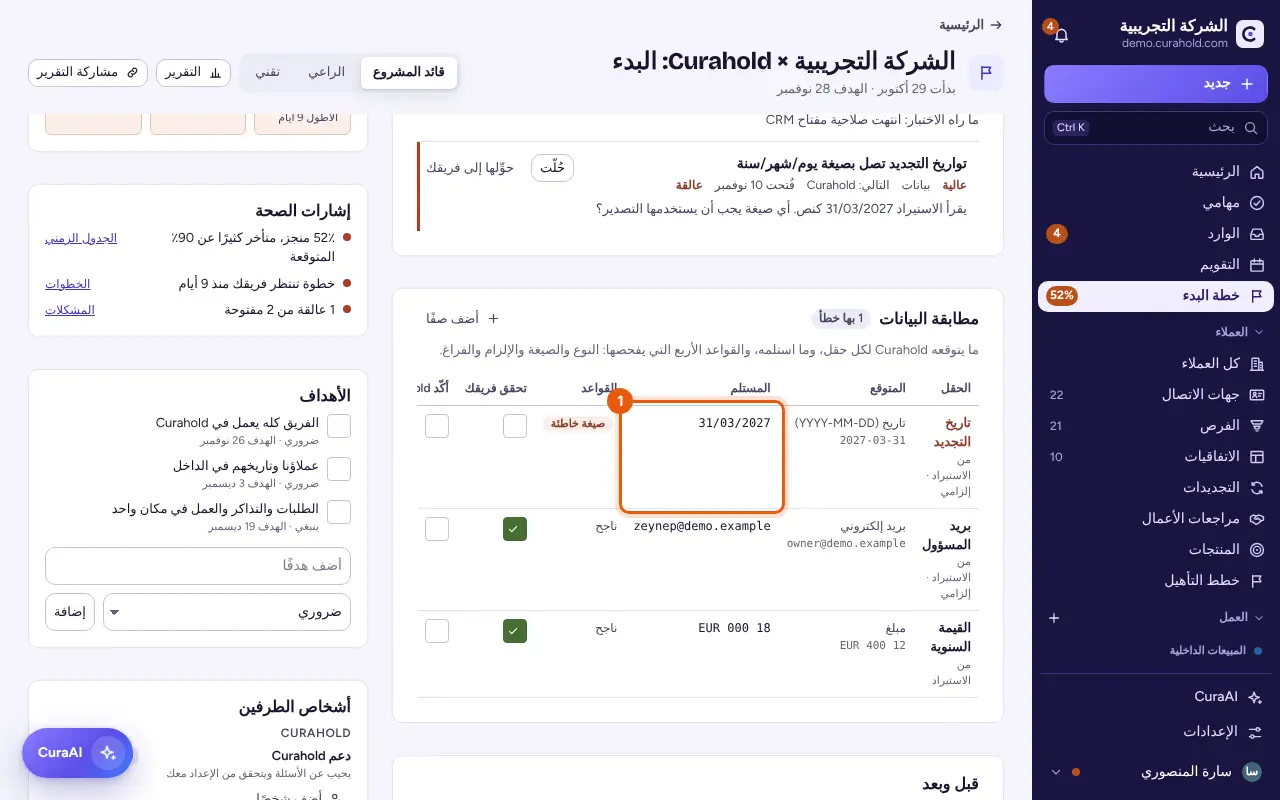 الشركة التجريبية
demo.curahold.com
4
جديد
بحث
Ctrl K
الرئيسية
مهامي
الوارد
4
التقويم
خطة البدء
52%
العملاء
كل العملاء
جهات الاتصال
22
الفرص
21
الاتفاقيات
10
التجديدات
مراجعات الأعمال
المنتجات
خطط التأهيل
العمل
المبيعات الداخلية
CuraAI
الإعدادات
سا
سارة المنصوري
الرئيسية
الشركة التجريبية × Curahold: البدء
بدأت 29 أكتوبر · الهدف 28 نوفمبر
قائد المشروع
الراعي
تقني
التقرير
مشاركة التقرير
ما رآه الاختبار: انتهت صلاحية مفتاح CRM
تواريخ التجديد تصل بصيغة يوم/شهر/سنة
عالية
بيانات
التالي: Curahold
فُتحت 10 نوفمبر
عالقة
يقرأ الاستيراد 31/03/2027 كنص. أي صيغة يجب أن يستخدمها التصدير؟
حُلّت
حوّلها إلى فريقك
مطابقة البيانات
1 بها خطأ
أضف صفًا
ما يتوقعه Curahold لكل حقل، وما استلمه، والقواعد الأربع التي يفحصها: النوع والصيغة والإلزام والفراغ.
الحقل
المتوقع
المستلم
القواعد
تحقق فريقك
1
تاريخ التجديد
من الاستيراد · إلزامي
تاريخ (YYYY-MM-DD)
2027-03-31
31/03/2027
صيغة خاطئة
بريد المسؤول
من الاستيراد · إلزامي
بريد إلكتروني
owner@demo.example
zeynep@demo.example
ناجح
القيمة السنوية
من الاستيراد
مبلغ
EUR 400 12
EUR 000 18
ناجح
قبل وبعد
الأطول 9 أيام
إشارات الصحة
52٪ منجز، متأخر كثيرًا عن 90٪ المتوقعة
الجدول الزمني
خطوة تنتظر فريقك منذ 9 أيام
الخطوات
1 عالقة من 2 مفتوحة
المشكلات
الأهداف
الفريق كله يعمل في Curahold
ضروري · الهدف 26 نوفمبر
عملاؤنا وتاريخهم في الداخل
ضروري · الهدف 3 ديسمبر
الطلبات والتذاكر والعمل في مكان واحد
ينبغي · الهدف 19 ديسمبر
أضف هدفًا
ضروري
إضافة
أشخاص الطرفين
CURAHOLD
دعم Curahold
يجيب عن الأسئلة ويتحقق من الإعداد معك
أضف شخصًا
CuraAI